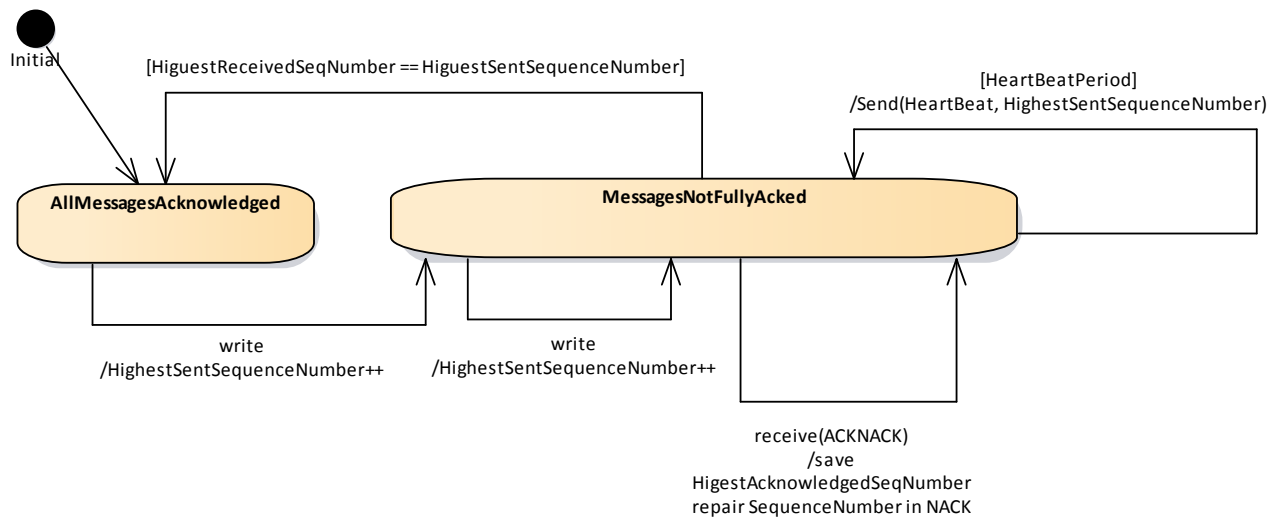 Initial
[HiguestReceivedSeqNumber == HiguestSentSequenceNumber]
[HeartBeatPeriod]
/Send(HeartBeat, HighestSentSequenceNumber)
AllMessagesAcknowledged
MessagesNotFullyAcked
write
/HighestSentSequenceNumber++
write
/HighestSentSequenceNumber++
receive(ACKNACK)
/save
HigestAcknowledgedSeqNumber
repair SequenceNumber in NACK